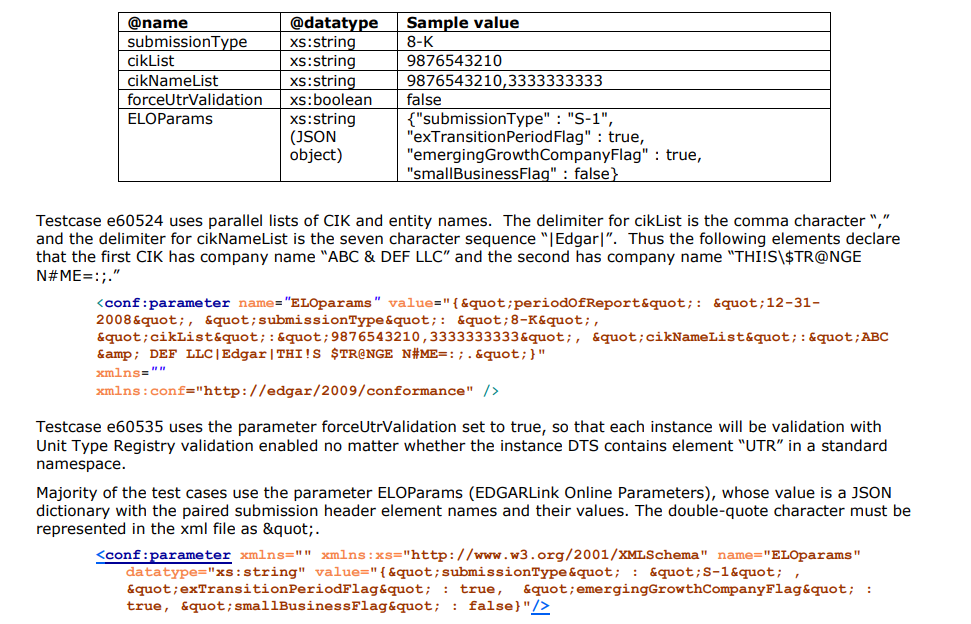 @name @datatype Sample value
submissionType xs:string 8-K
cikList xs:string 9876543210
cikNameList xs:string 9876543210,3333333333
forceUtrValidation xs:boolean false
ELOParams xs:string {"submissionType" : "S-1",
(JSON "exTransitionPeriodFlag" : true,
object) "emergingGrowthCompanyFlag" : true,
"smallBusinessFlag" : false}
Testcase e60524 uses parallel lists of CIK and entity names.  The delimiter for cikList is the comma character “,”
and the delimiter for cikNameList is the seven character sequence “|Edgar|”.  Thus the following elements declare
that the first CIK has company name “ABC & DEF LLC” and the second has company name “THI!S\$TR@NGE
N#ME=:;.”
<conf:parameter name="ELOparams" value="{&quot;periodOfReport&quot;: &quot;12-31-
2008&quot;, &quot;submissionType&quot;: &quot;8-K&quot;,
&quot;cikList&quot;:&quot;9876543210,3333333333&quot;, &quot;cikNameList&quot;:&quot;ABC
&amp; DEF LLC|Edgar|THI!S $TR@NGE N#ME=:;.&quot;}"
xmlns=""
xmlns:conf="http://edgar/2009/conformance" />
Testcase e60535 uses the parameter forceUtrValidation set to true, so that each instance will be validation with
Unit Type Registry validation enabled no matter whether the instance DTS contains element “UTR” in a standard
namespace.
Majority of the test cases use the parameter ELOParams (EDGARLink Online Parameters), whose value is a JSON
dictionary with the paired submission header element names and their values. The double-quote character must be
represented in the xml file as &quot;.
<conf:parameter xmlns="" xmlns:xs="http://www.w3.org/2001/XMLSchema" name="ELOparams"
datatype="xs:string" value="{&quot;submissionType&quot; : &quot;S-1&quot; ,
&quot;exTransitionPeriodFlag&quot; : true,  &quot;emergingGrowthCompanyFlag&quot; :
true, &quot;smallBusinessFlag&quot; : false}"/>